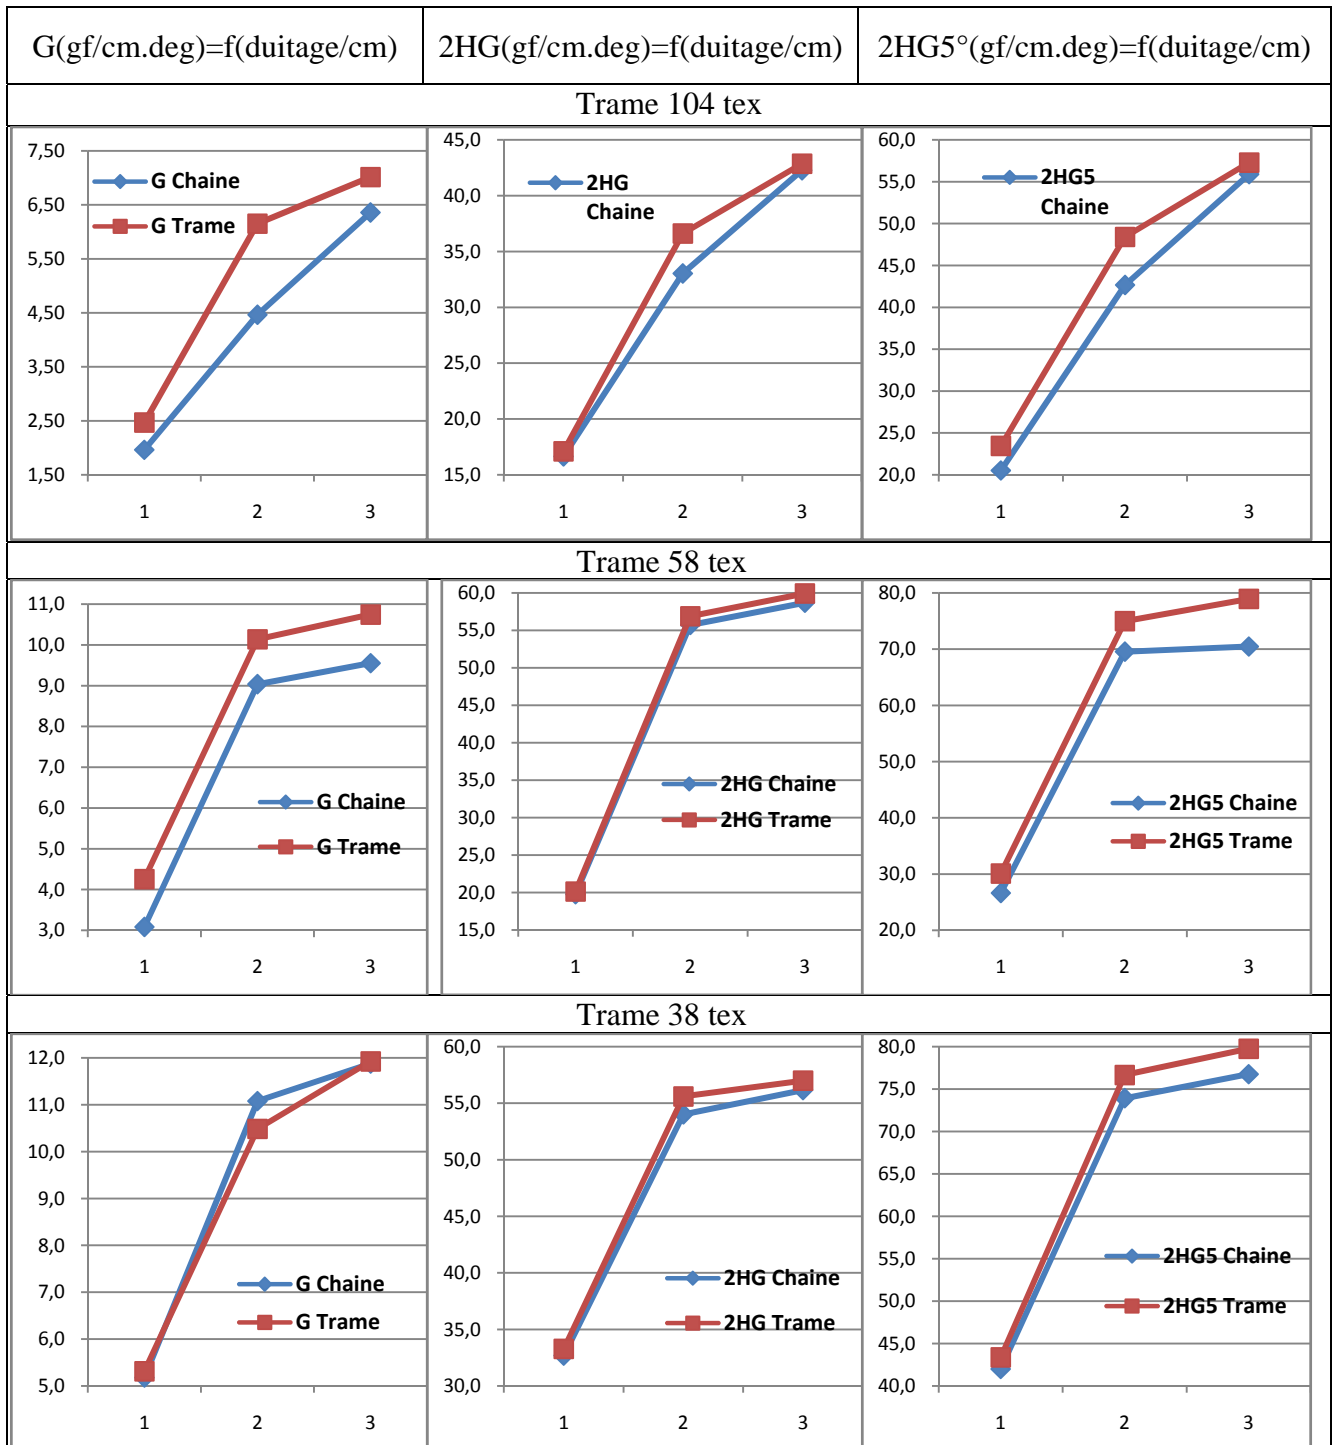 G(gf/cm.deg)=f(duitage/cm)
2HG(gf/cm.deg)=f(duitage/cm)
2HG5°(gf/cm.deg)=f(duitage/cm)
Trame 104 tex
7,50
6,50
5,50
4,50
3,50
2,50
1,50
G Chaine
G Trame
1 2 3
45,0
40,0
35,0
30,0
25,0
20,0
15,0
2HG
Chaine
1 2 3
60,0
55,0
50,0
45,0
40,0
35,0
30,0
25,0
20,0
2HG5
Chaine
1 2 3
Trame 58 tex
11,0
10,0
9,0
8,0
7,0
6,0
5,0
4,0
3,0
G Chaine
G Trame
1 2 3
60,0
55,0
50,0
45,0
40,0
35,0
30,0
25,0
20,0
15,0
2HG Chaine
2HG Trame
1 2 3
80,0
70,0
60,0
50,0
40,0
30,0
20,0
2HG5 Chaine
2HG5 Trame
1 2 3
Trame 38 tex
12,0
11,0
10,0
9,0
8,0
7,0
6,0
5,0
G Chaine
G Trame
1 2 3
60,0
55,0
50,0
45,0
40,0
35,0
30,0
2HG Chaine
2HG Trame
1 2 3
80,0
75,0
70,0
65,0
60,0
55,0
50,0
45,0
40,0
2HG5 Chaine
2HG5 Trame
1 2 3